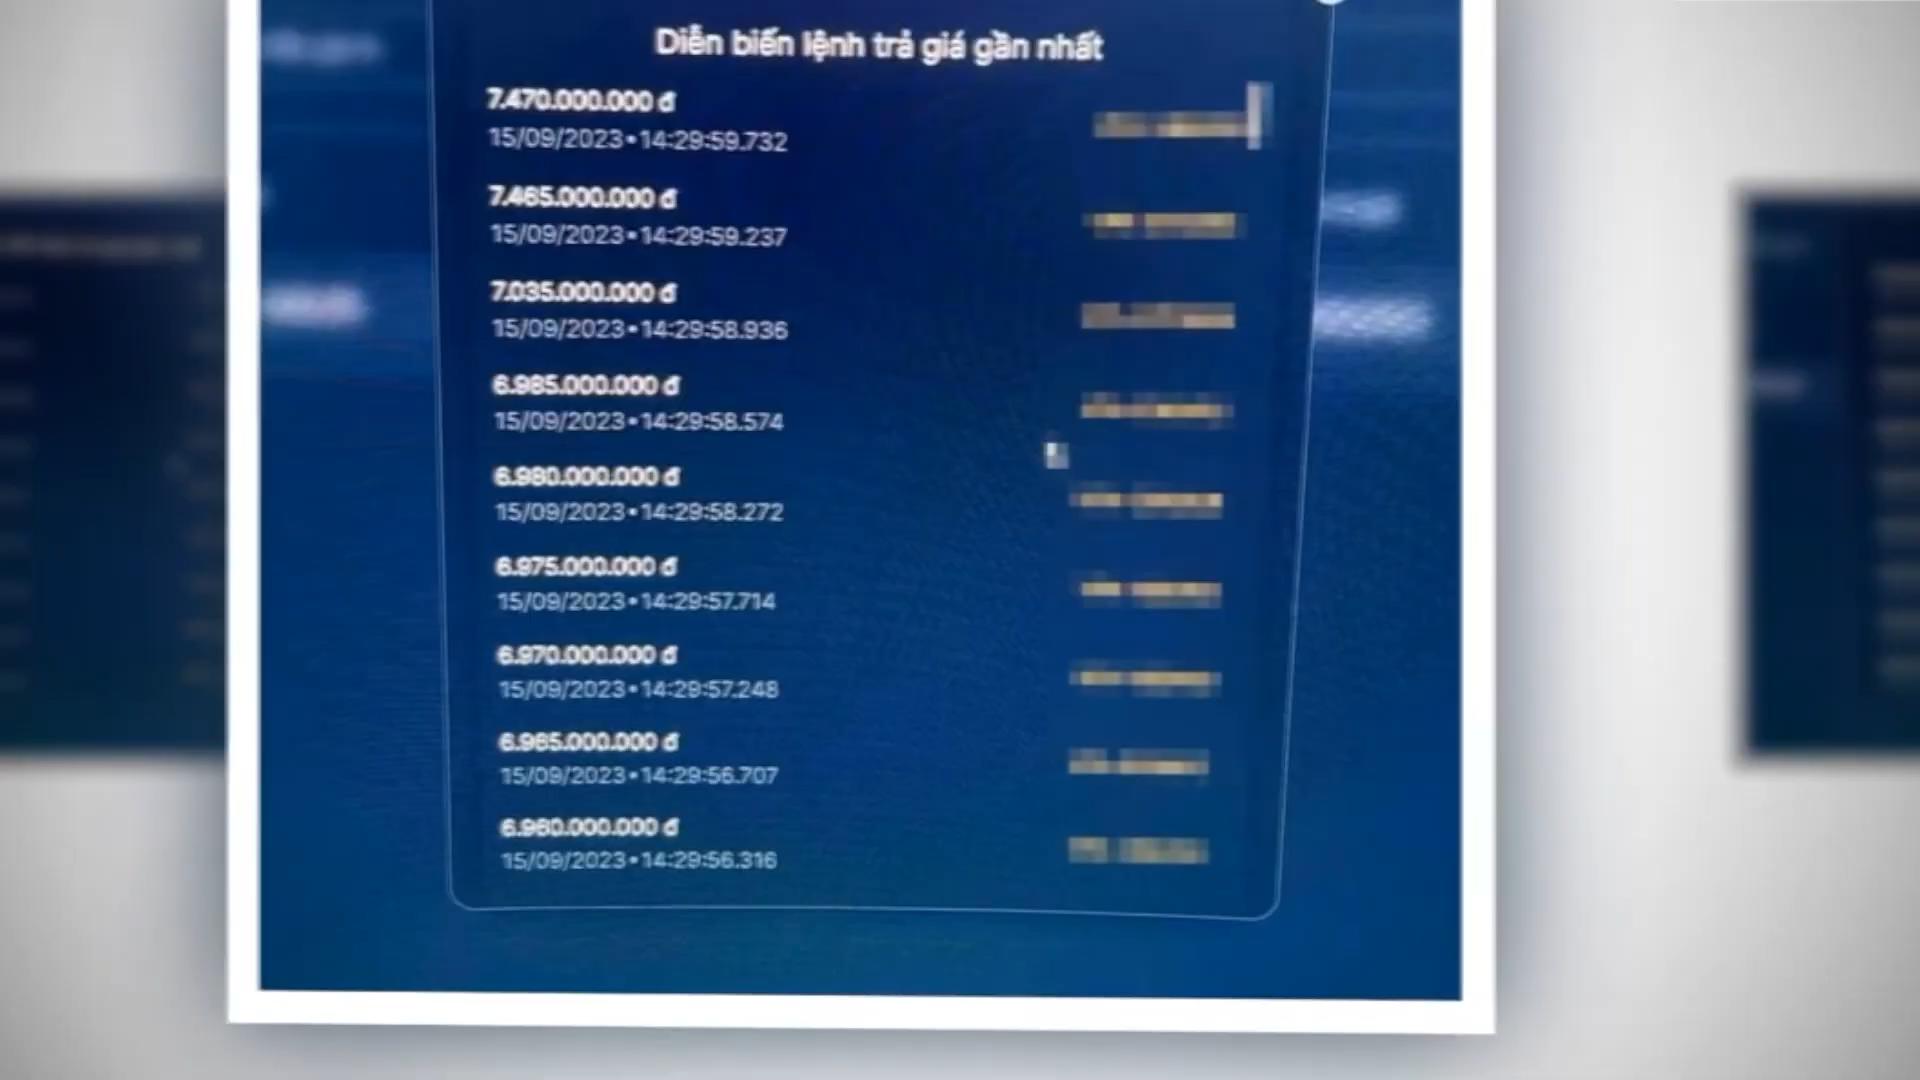 Diễn biến lệnh trả giá gần nhất
7.470.000.000 đ
15/09/2023•14:29:59.732
7.465.000.000 đ
15/09/2023•14:29:59.237
7.035.000.000 đ
15/09/2023•14:29:58.936
6.985.000.000 đ
15/09/2023•14:29:58.574
6.980.000.000 đ
15/09/2023•14:29:58.272
6.975.000.000 đ
15/09/2023•14:29:57.714
6.970.000.000 đ
15/09/2023•14:29:57.248
6.965.000.000 đ
15/09/2023•14:29:56.707
6.960.000.000 đ
15/09/2023•14:29:56.316